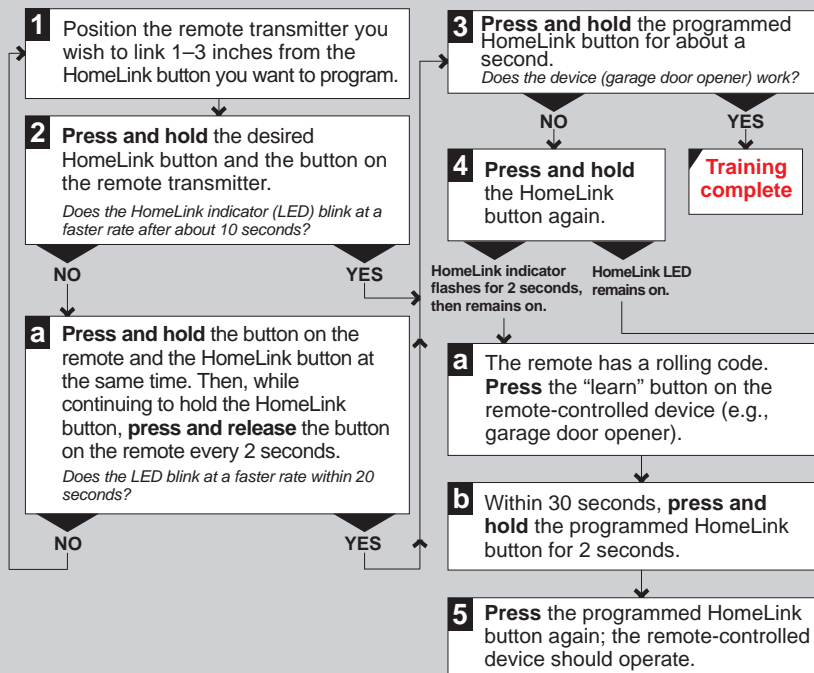 1 Position the remote transmitter you
wish to link 1–3 inches from the
HomeLink button you want to program.
2 Press and hold the desired
HomeLink button and the button on
the remote transmitter.
Does the HomeLink indicator (LED) blink at a
faster rate after about 10 seconds?
NO YES
a Press and hold the button on the
remote and the HomeLink button at
the same time. Then, while
continuing to hold the HomeLink
button, press and release the button
on the remote every 2 seconds.
Does the LED blink at a faster rate within 20
seconds?
NO YES
3 Press and hold the programmed
HomeLink button for about a
second.
Does the device (garage door opener) work?
NO YES
4 Press and hold
the HomeLink
button again.
Training
complete
HomeLink indicator
flashes for 2 seconds,
then remains on.
HomeLink LED
remains on.
a The remote has a rolling code.
Press the “learn” button on the
remote-controlled device (e.g.,
garage door opener).
b Within 30 seconds, press and
hold the programmed HomeLink
button for 2 seconds.
5 Press the programmed HomeLink
button again; the remote-controlled
device should operate.